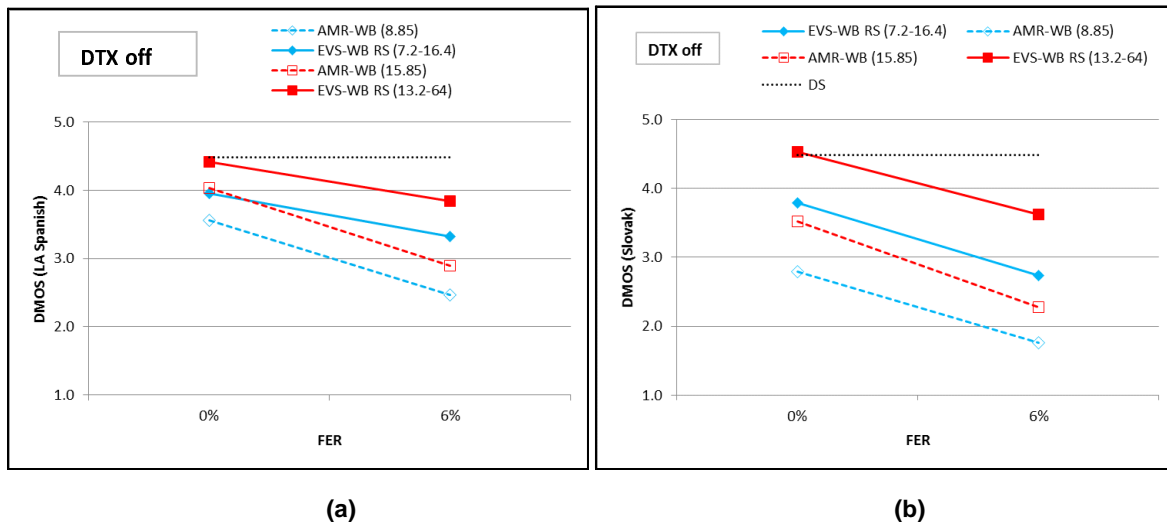 DTX off
AMR-WB (8.85)
EVS-WB RS (7.2-16.4)
AMR-WB (15.85)
EVS-WB RS (13.2-64)
5.0
4.0
3.0
2.0
1.0
DMOS (LA Spanish)
0%
6%
FER
(a)
DTX off
EVS-WB RS (7.2-16.4)
AMR-WB (8.85)
AMR-WB (15.85)
EVS-WB RS (13.2-64)
DS
5.0
4.0
3.0
2.0
1.0
DMOS (Slovak)
0%
6%
FER
(b)